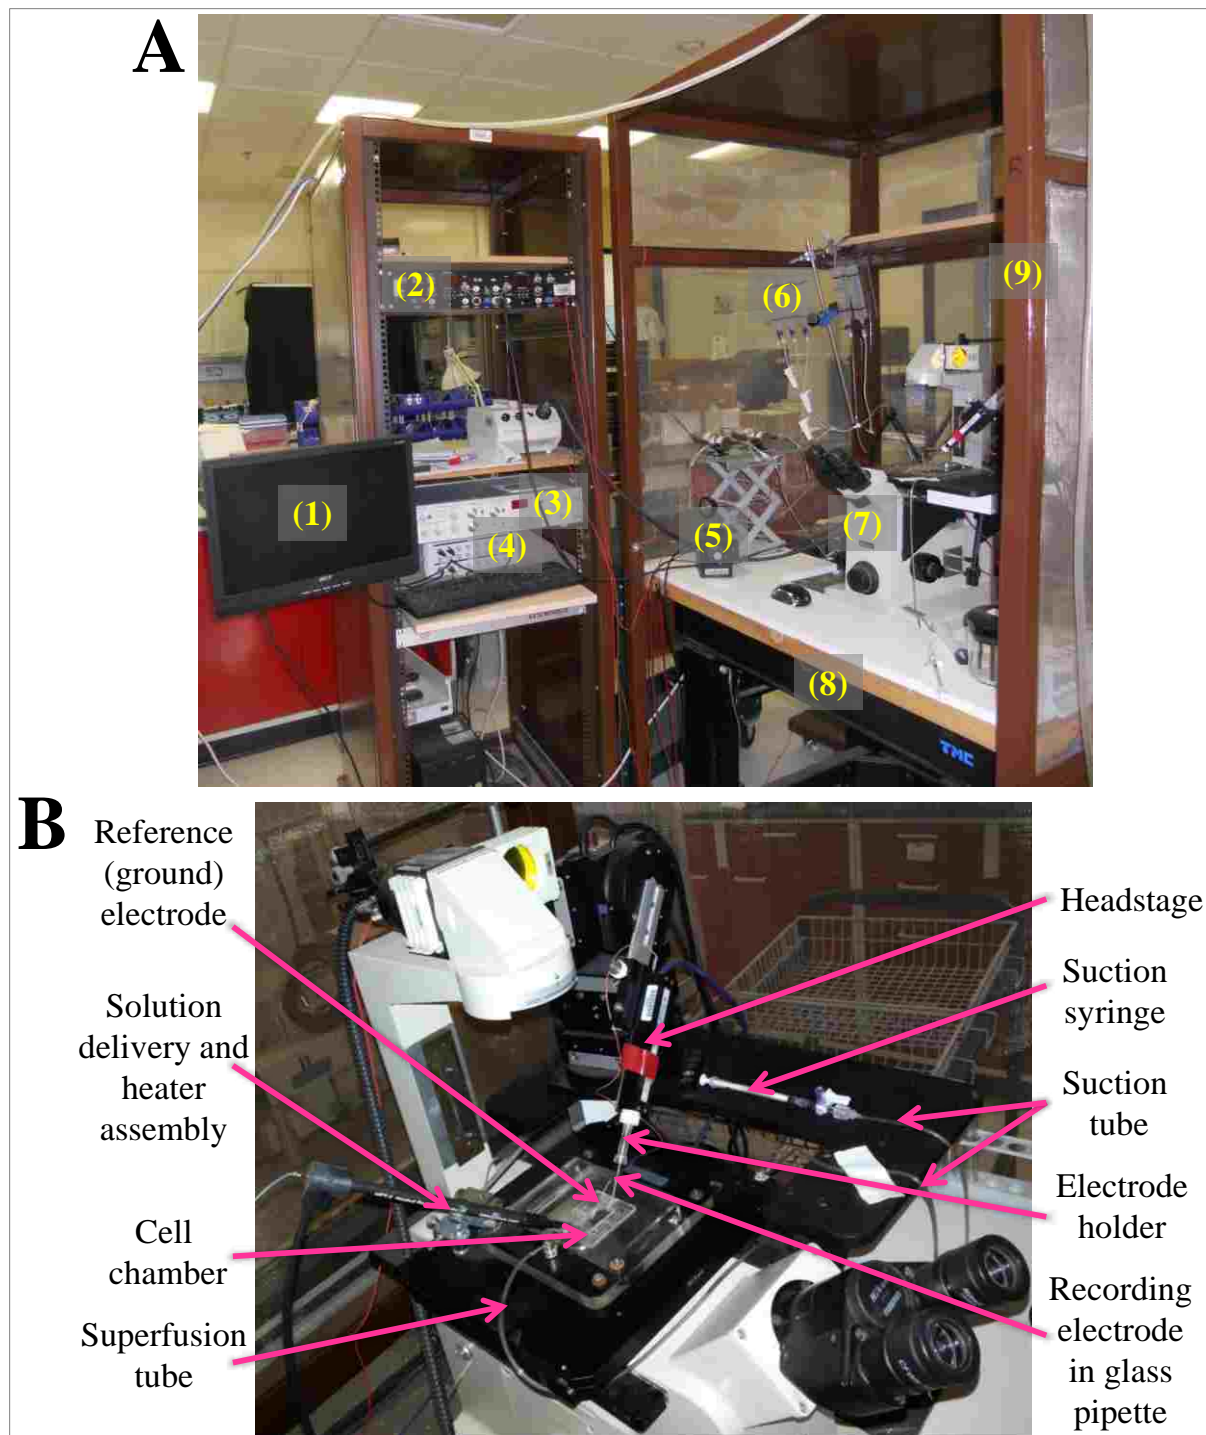 A
(1)
(2)
(3)
(4)
(5)
(6)
(7)
(8)
(9)
TMC
B
Reference
(ground)
electrode
Solution
delivery and
heater
assembly
Cell
chamber
Superfusion
tube
Headstage
Suction
syringe
Suction
tube
Electrode
holder
Recording
electrode
in glass
pipette